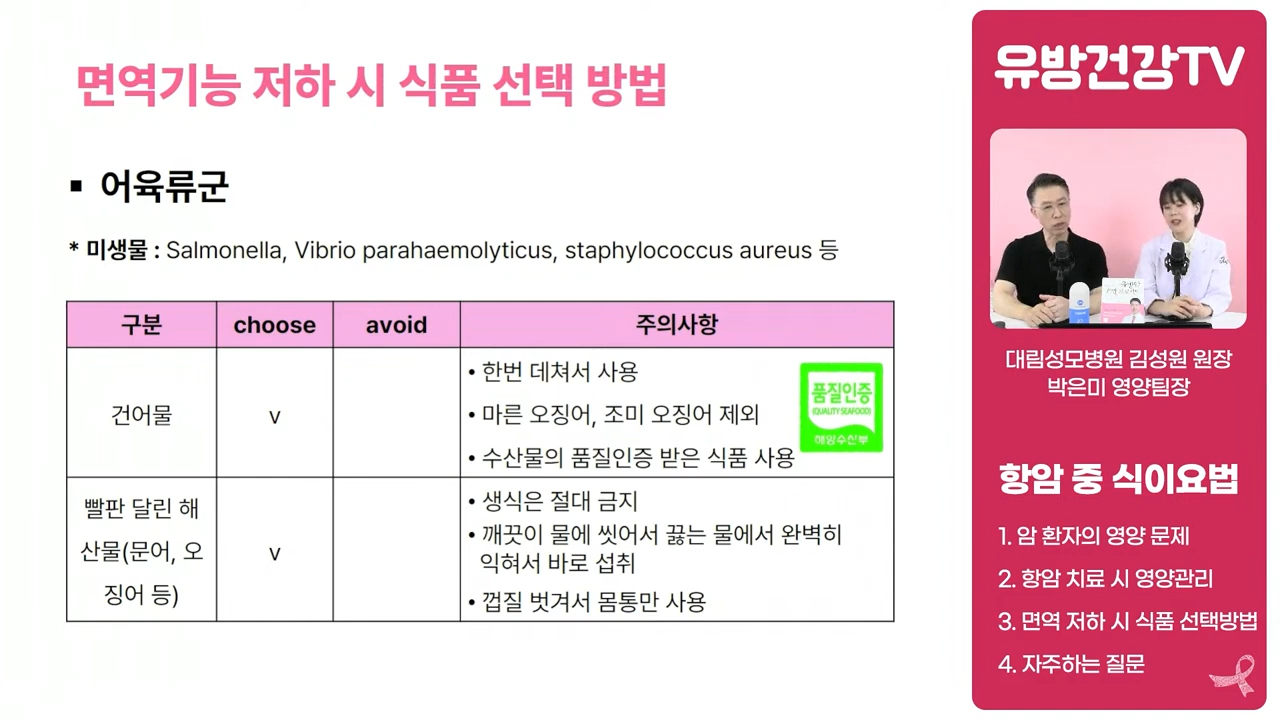 면역기능 저하 시 식품 선택 방법
▪ 어육류군
* 미생물 : Salmonella, Vibrio parahaemolyticus, staphylococcus aureus 등
구분 choose avoid 주의사항
건어물 v
• 한번 데쳐서 사용
• 마른 오징어, 조미 오징어 제외
• 수산물의 품질인증 받은 식품 사용
품질인증
(QUALITY SEAFOOD)
해양수산부
빨판 달린 해
산물(문어, 오
징어 등)
v
• 생식은 절대 금지
• 깨끗이 물에 씻어서 끓는 물에서 완벽히
익혀서 바로 섭취
• 껍질 벗겨서 몸통만 사용
유방건강TV
대림성모병원 김성원 원장
박은미 영양팀장
항암 중 식이요법
1. 암 환자의 영양 문제
2. 항암 치료 시 영양관리
3. 면역 저하 시 식품 선택방법
4. 자주하는 질문